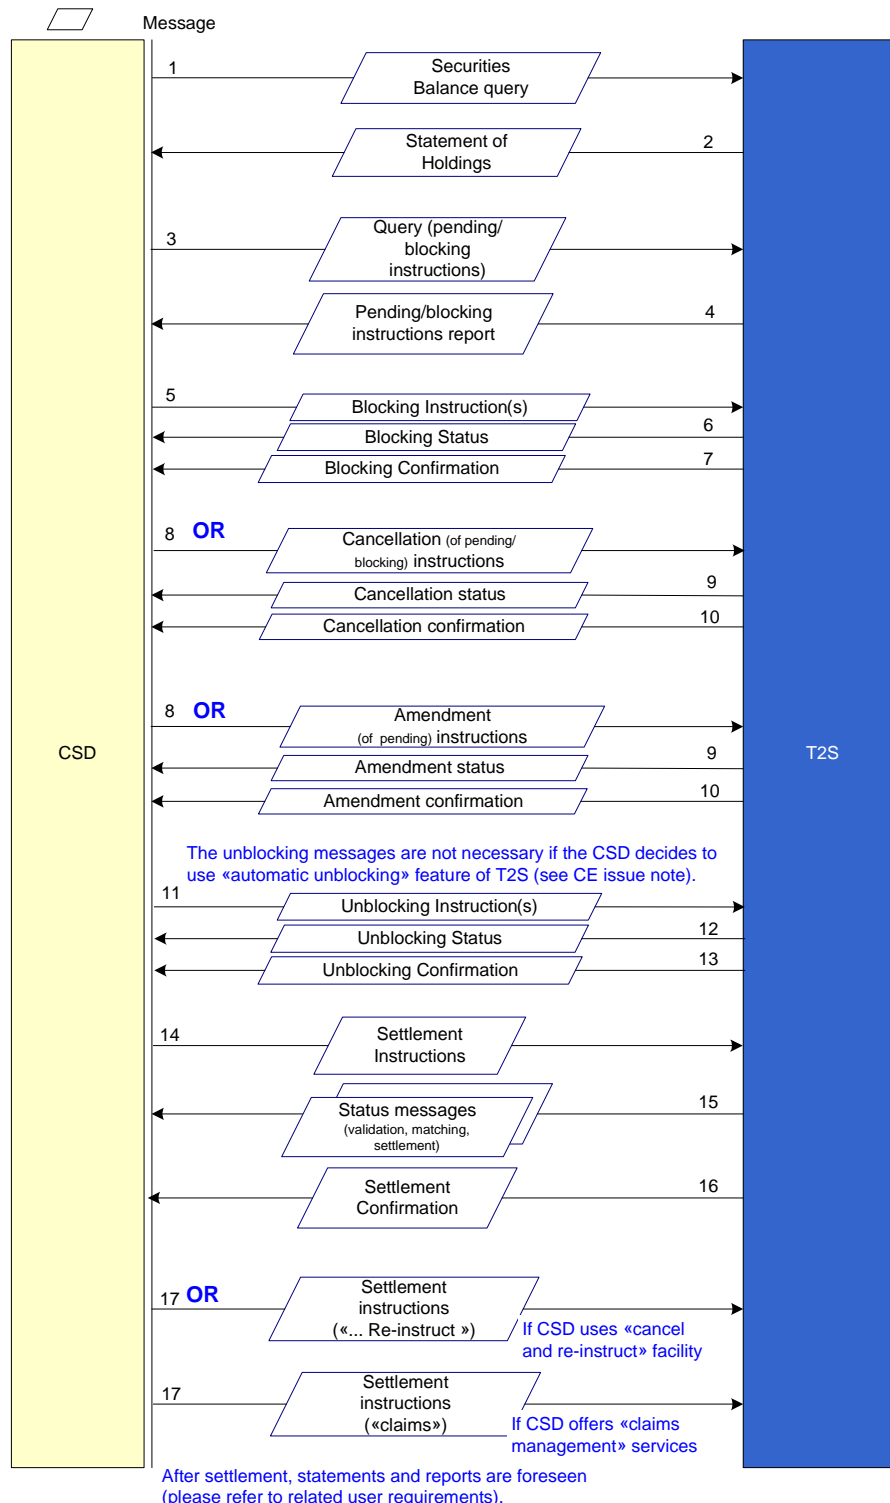 Message
1
Securities
Balance query
Statement of
Holdings
2
3
Query (pending/
blocking
instructions)
Pending/blocking
instructions report
4
5
Blocking Instruction(s)
Blocking Status
6
Blocking Confirmation
7
8 OR
Cancellation (of pending/
blocking) instructions
Cancellation status
9
Cancellation confirmation
10
8 OR
Amendment
(of pending) instructions
CSD
T2S
Amendment status
9
Amendment confirmation
10
The unblocking messages are not necessary if the CSD decides to
use «automatic unblocking» feature of T2S (see CE issue note).
11
Unblocking Instruction(s)
Unblocking Status
12
Unblocking Confirmation
13
14
Settlement
Instructions
Status messages
(validation, matching,
settlement)
15
Settlement
Confirmation
16
17 OR
Settlement
instructions
(«... Re-instruct »)
If CSD uses «cancel
and re-instruct» facility
17
Settlement
instructions
(«claims»)
If CSD offers «claims
management» services
After settlement, statements and reports are foreseen
(please refer to related user requirements).